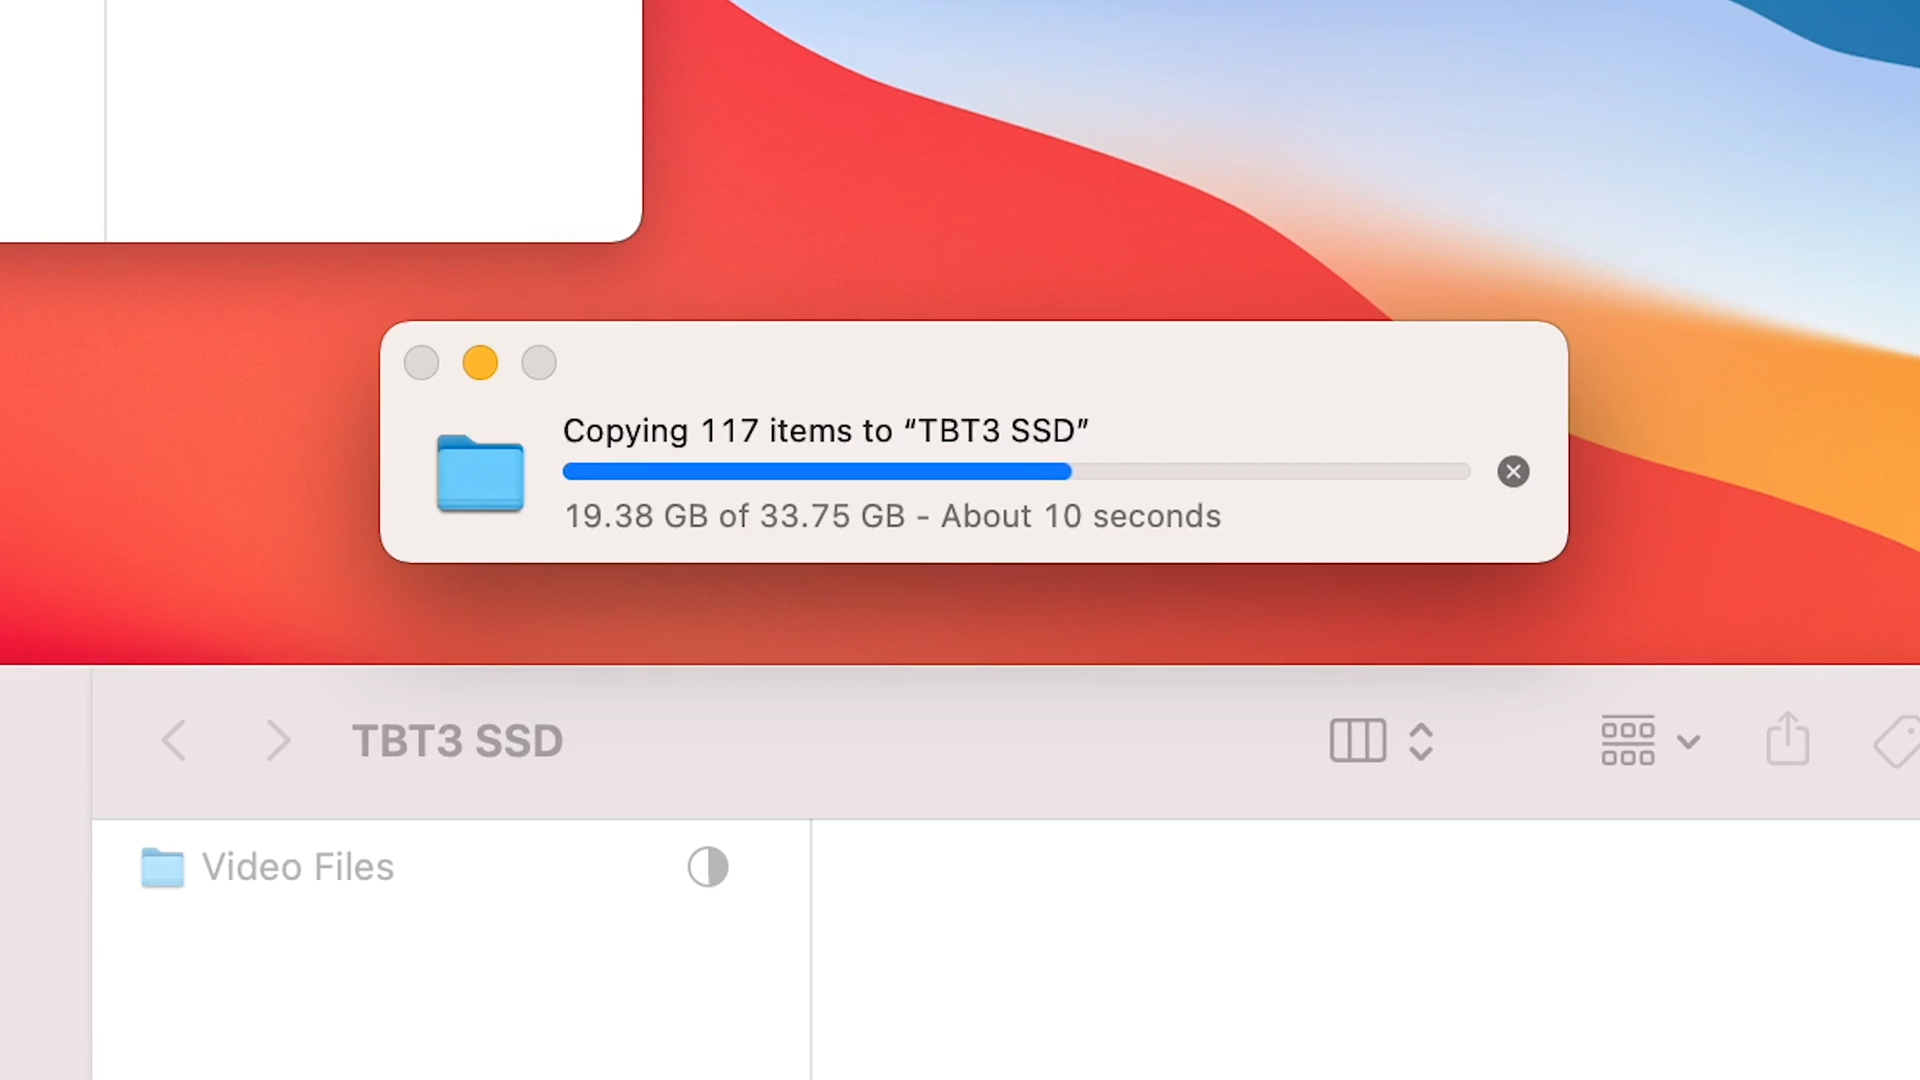 Copying 117 items to “TBT3 SSD”
19.38 GB of 33.75 GB - About 10 seconds
TBT3 SSD
Video Files